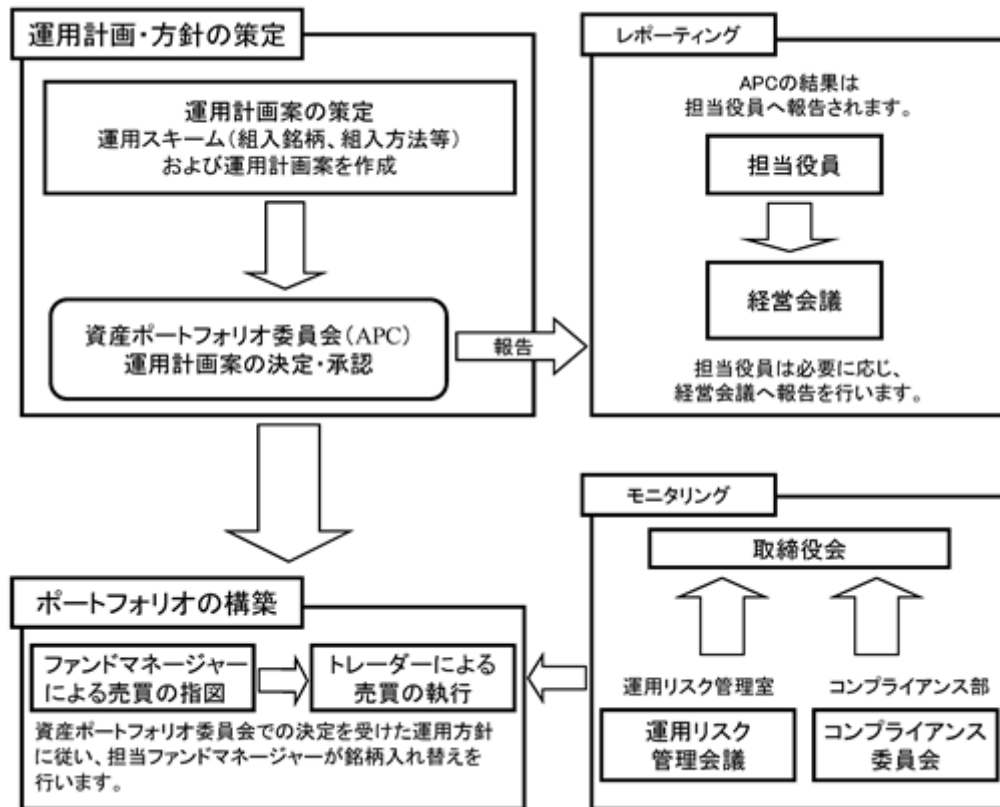 運用計画・方針の策定
運用計画案の策定
運用スキーム(組入銘柄、組入方法等)
および運用計画案を作成
資産ポートフォリオ委員会(APC)
運用計画案の決定・承認
報告
レポーティング
APCの結果は
担当役員へ報告されます。
担当役員
経営会議
担当役員は必要に応じ、
経営会議へ報告を行います。
ポートフォリオの構築
ファンドマネージャー
による売買の指図
トレーダーによる
売買の執行
資産ポートフォリオ委員会での決定を受けた運用方針
に従い、担当ファンドマネージャーが銘柄入れ替えを
行います。
モニタリング
取締役会
運用リスク管理室
コンプライアンス部
運用リスク
管理会議
コンプライアンス
委員会